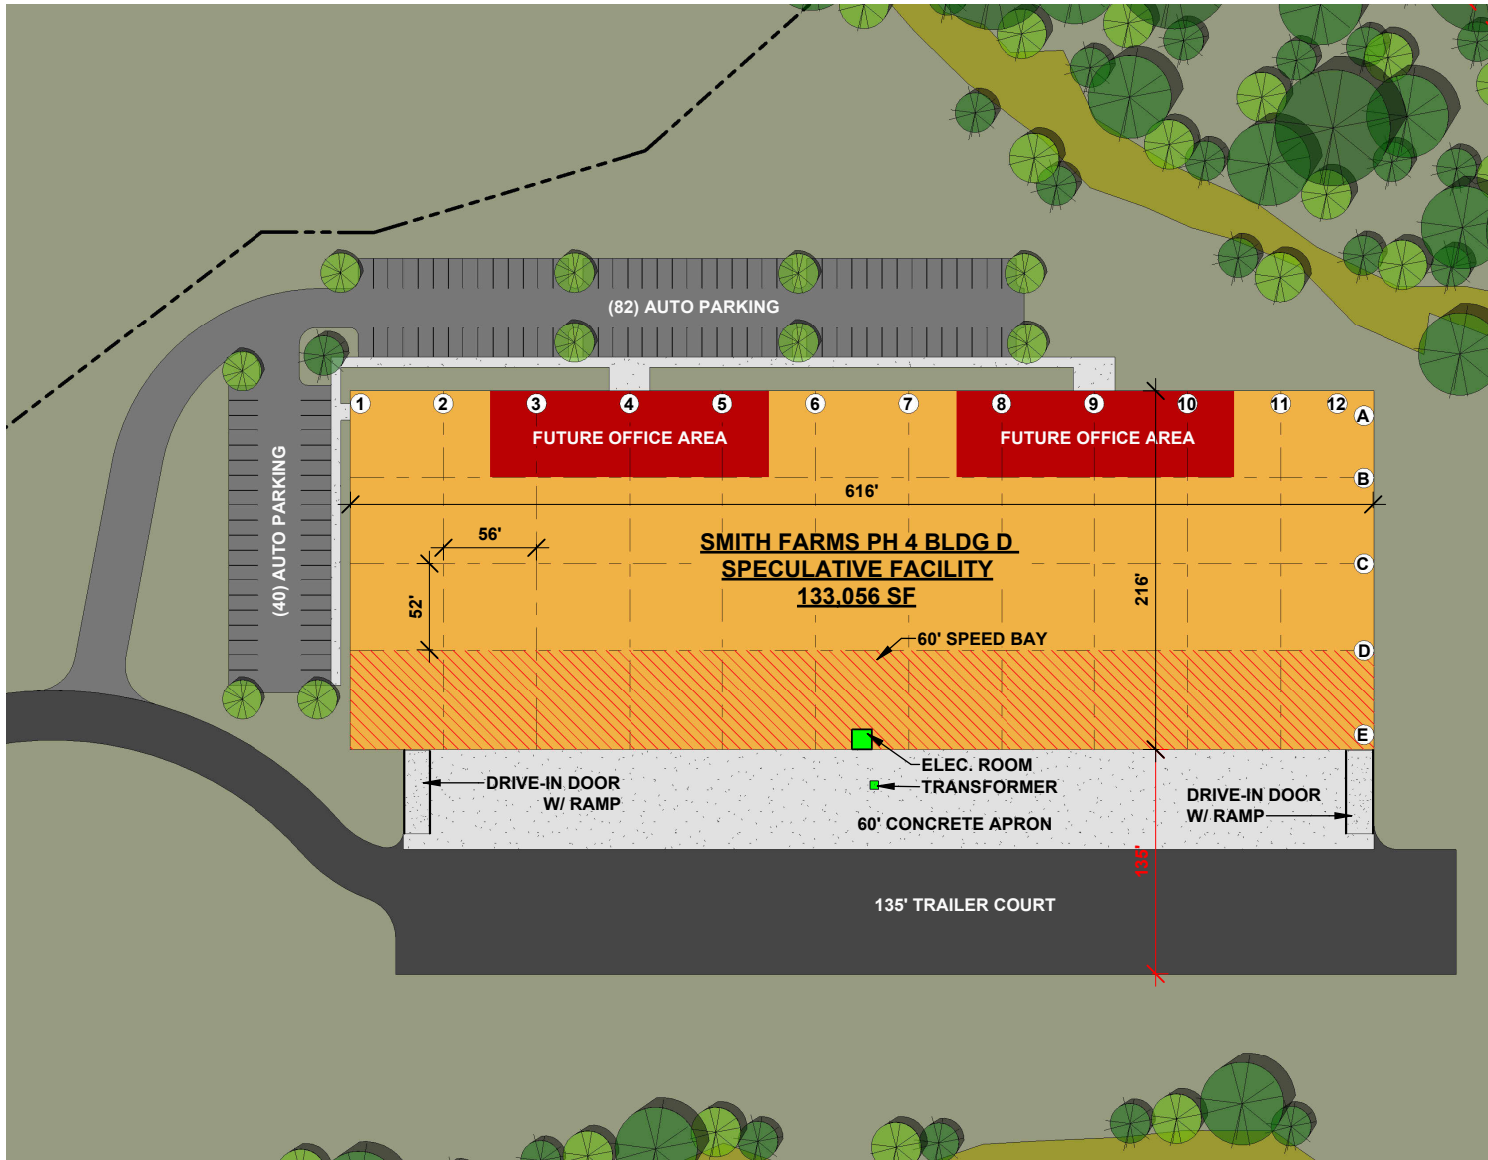 (82) AUTO PARKING
1 2 3 4 5 6 7 8 9 10 11 12
A
FUTURE OFFICE AREA
FUTURE OFFICE AREA
B
616'
(40) AUTO PARKING
56'
SMITH FARMS PH 4 BLDG D
SPECULATIVE FACILITY
133,056 SF
C
52'
216'
60' SPEED BAY
D
E
ELEC. ROOM
TRANSFORMER
DRIVE-IN DOOR
W/ RAMP
DRIVE-IN DOOR
W/ RAMP
60' CONCRETE APRON
135'
135' TRAILER COURT